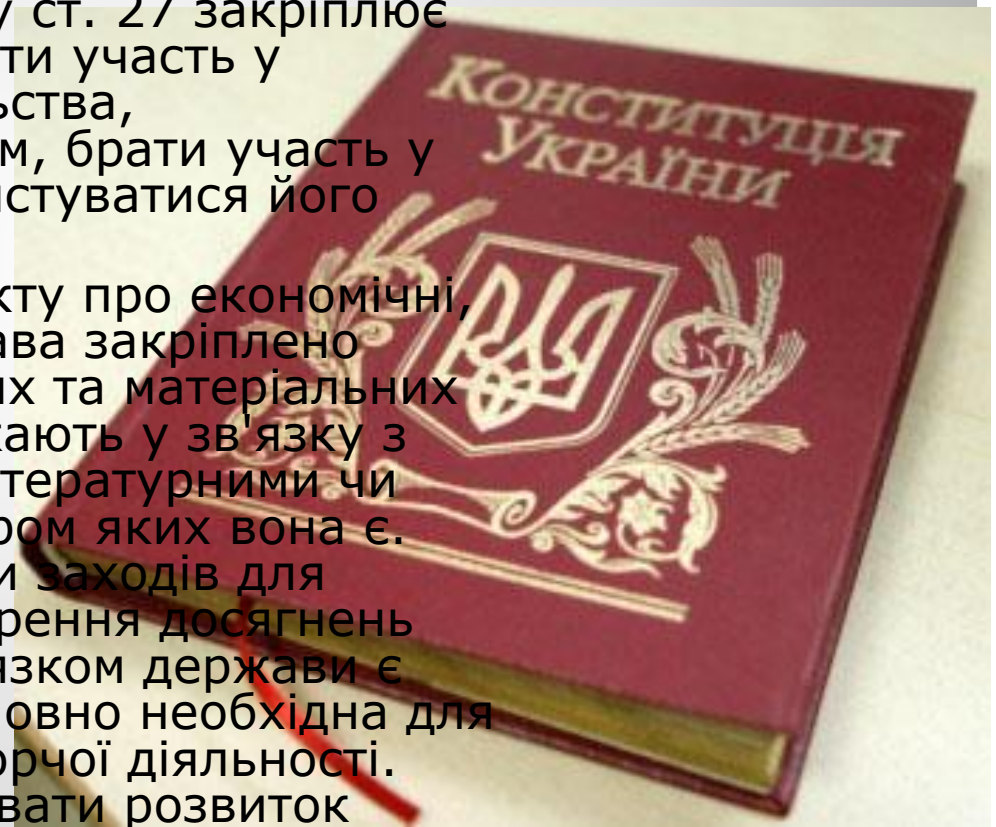 у ст. 27 закріплює
ти участь у
ьства,
м, брати участь у
істуватися його
кту про економічні,
ава закріплено
их та матеріальних
кають у зв'язку з
тературними чи
ром яких вона є.
и заходів для
рення досягнень
язком держави є
ловно необхідна для
орчої діяльності.
вати розвиток
КОНСТИТУЦІЯ
УКРАЇНИ